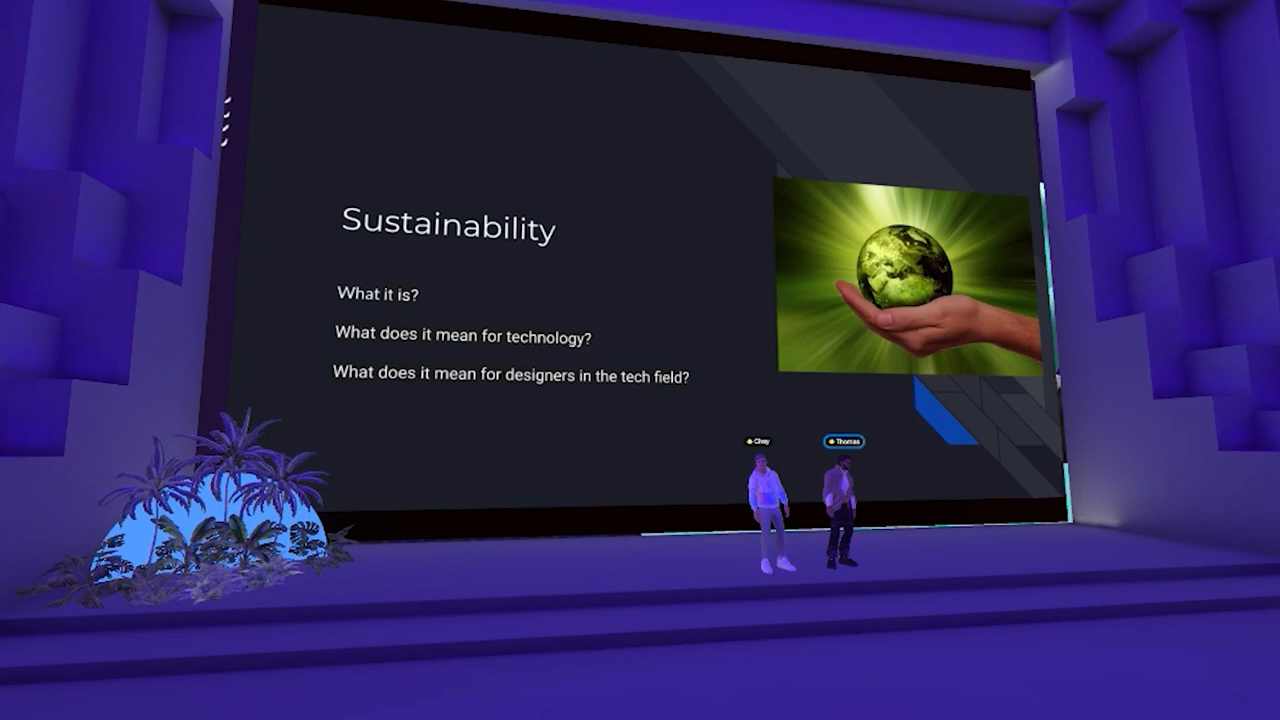 Sustainability
What it is?
What does it mean for technology?
What does it mean for designers in the tech field?
Chey
Thomas